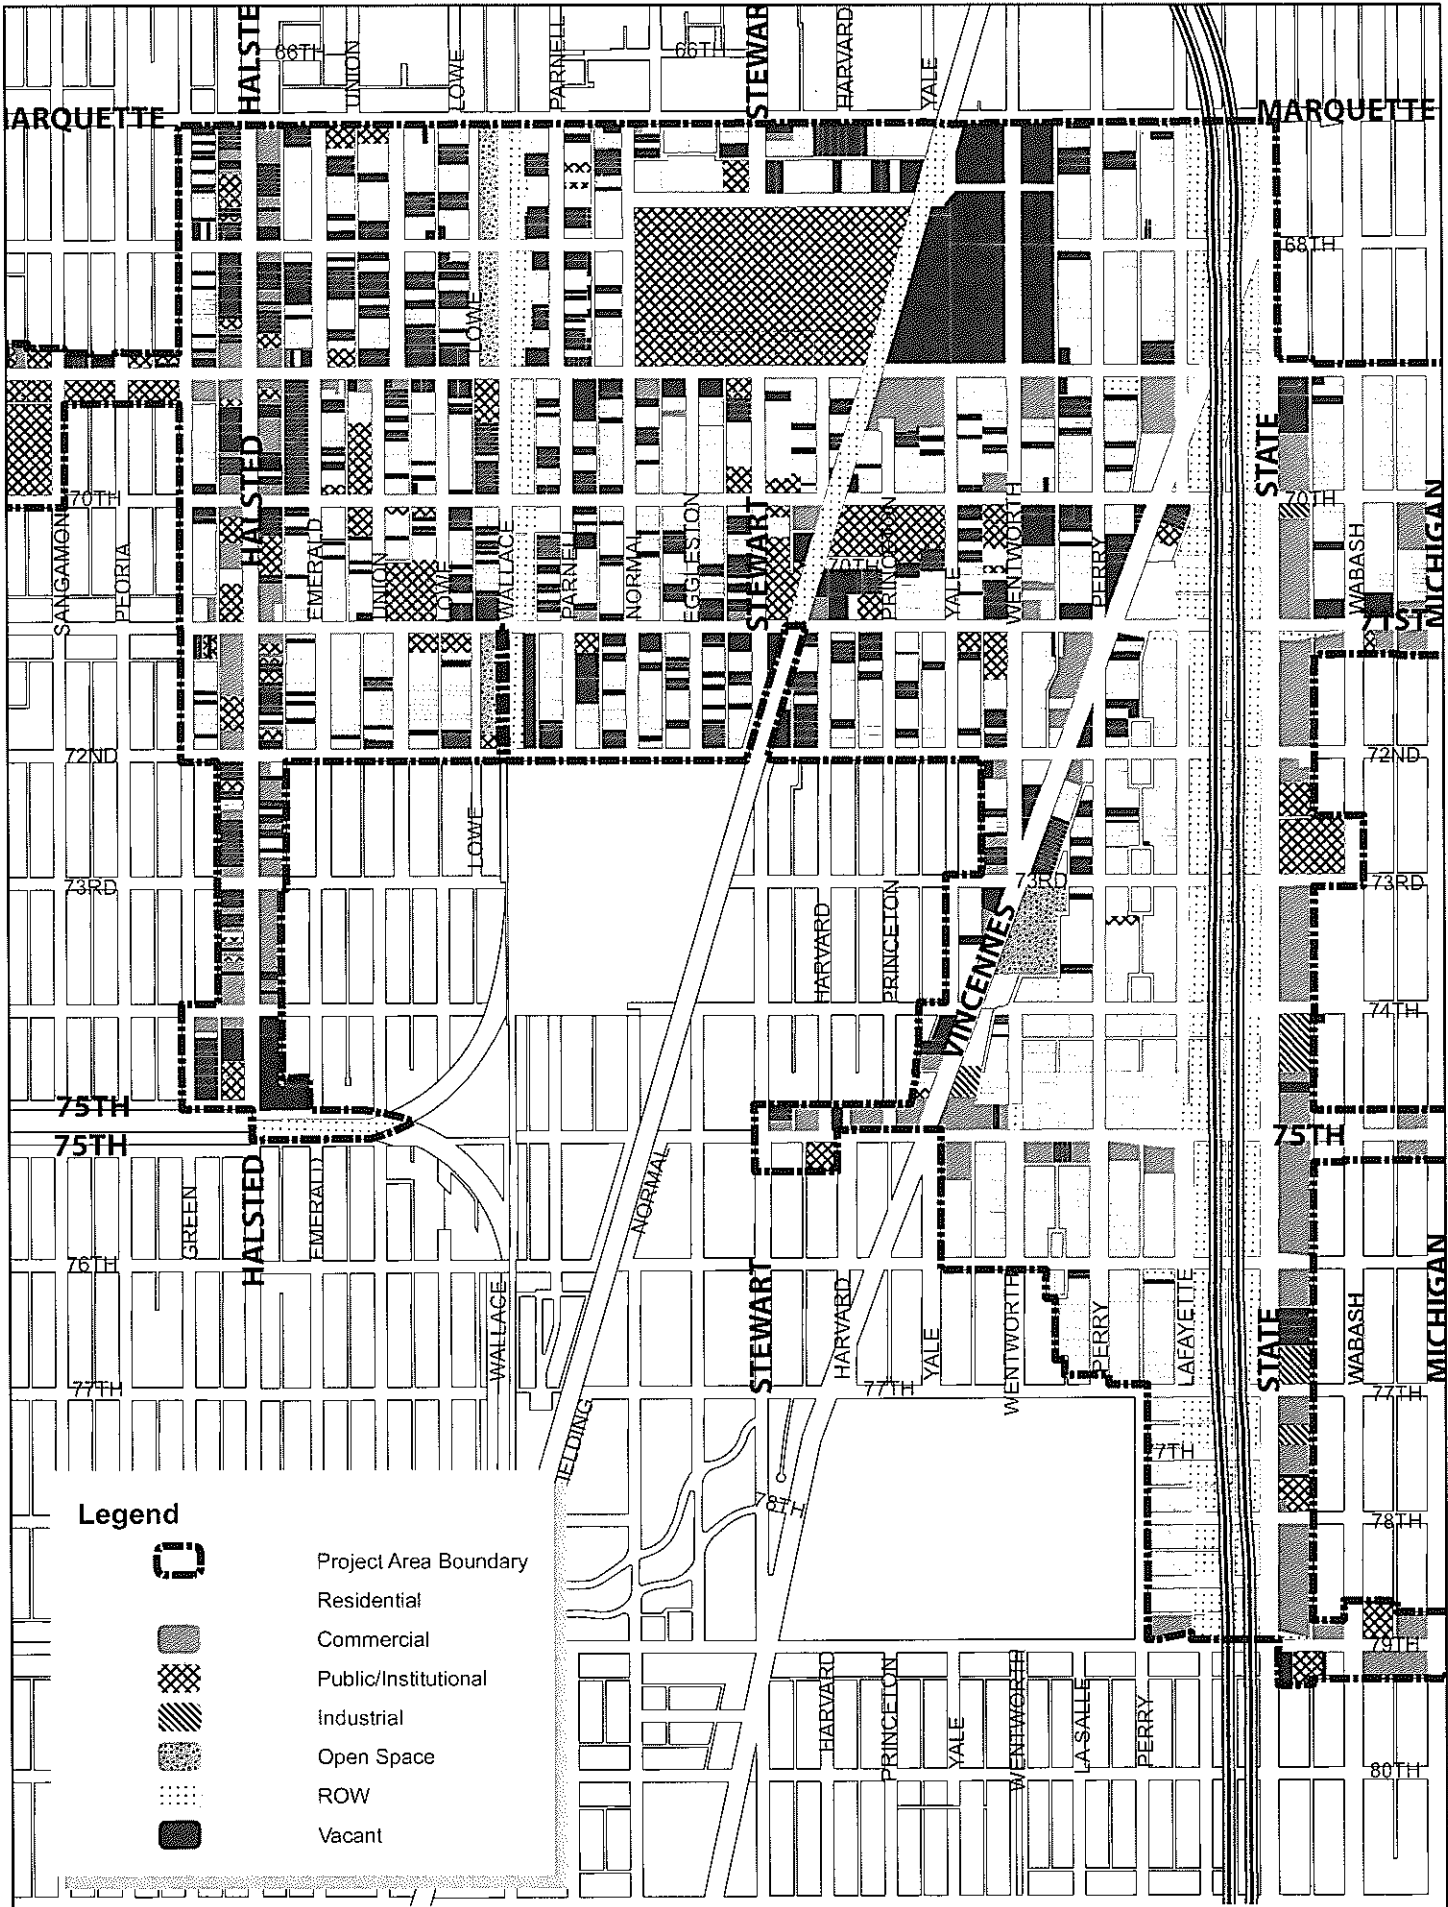 HALSTE
66TH
UNION
LOWE
PARNELL
66TH
STEWAR
HARVARD
YALE
MARQUETTE
ARQUETTE
68TH
LOWE
HALSTED
STATE
70TH
70TH
SANGAMON
PEORIA
EMERALD
UNION
LOWE
WALLACE
PARNELL
NORMAL
EGGLESTON
STEWART
70TH
PRINCETON
YALE
WENTWORTH
PERRY
WABASH
MICHIGAN
71ST
72ND
72ND
LOWE
73RD
73RD
73RD
HARVARD
PRINCETON
VINCENNES
74TH
75TH
75TH
75TH
GREEN
HALSTED
EMERALD
NORMAL
76TH
WALLACE
STEWART
HARVARD
YALE
WENTWORTH
PERRY
LAFAYETTE
STATE
WABASH
MICHIGAN
77TH
77TH
77TH
IELDING
77TH
78TH
78TH
79TH
HARVARD
PRINCETON
YALE
WENTWORTH
LA SALLE
PERRY
80TH
Legend
Project Area Boundary
Residential
Commercial
Public/Institutional
Industrial
Open Space
ROW
Vacant